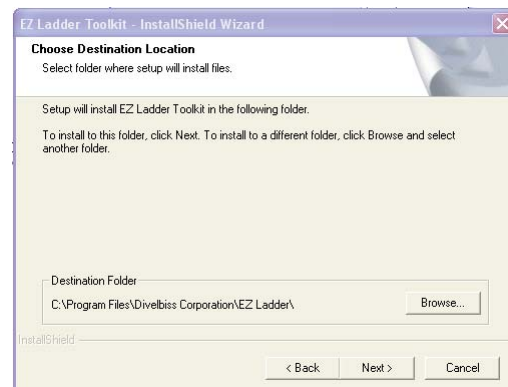 EZ Ladder Toolkit - InstallShield Wizard
Choose Destination Location
Select folder where setup will install files.
Setup will install EZ Ladder Toolkit in the following folder.
To install to this folder, click Next. To install to a different folder, click Browse and select
another folder.
Destination Folder
C:\Program Files\Divelbiss Corporation\EZ Ladder\
Browse...
InstallShield
< Back
Next >
Cancel